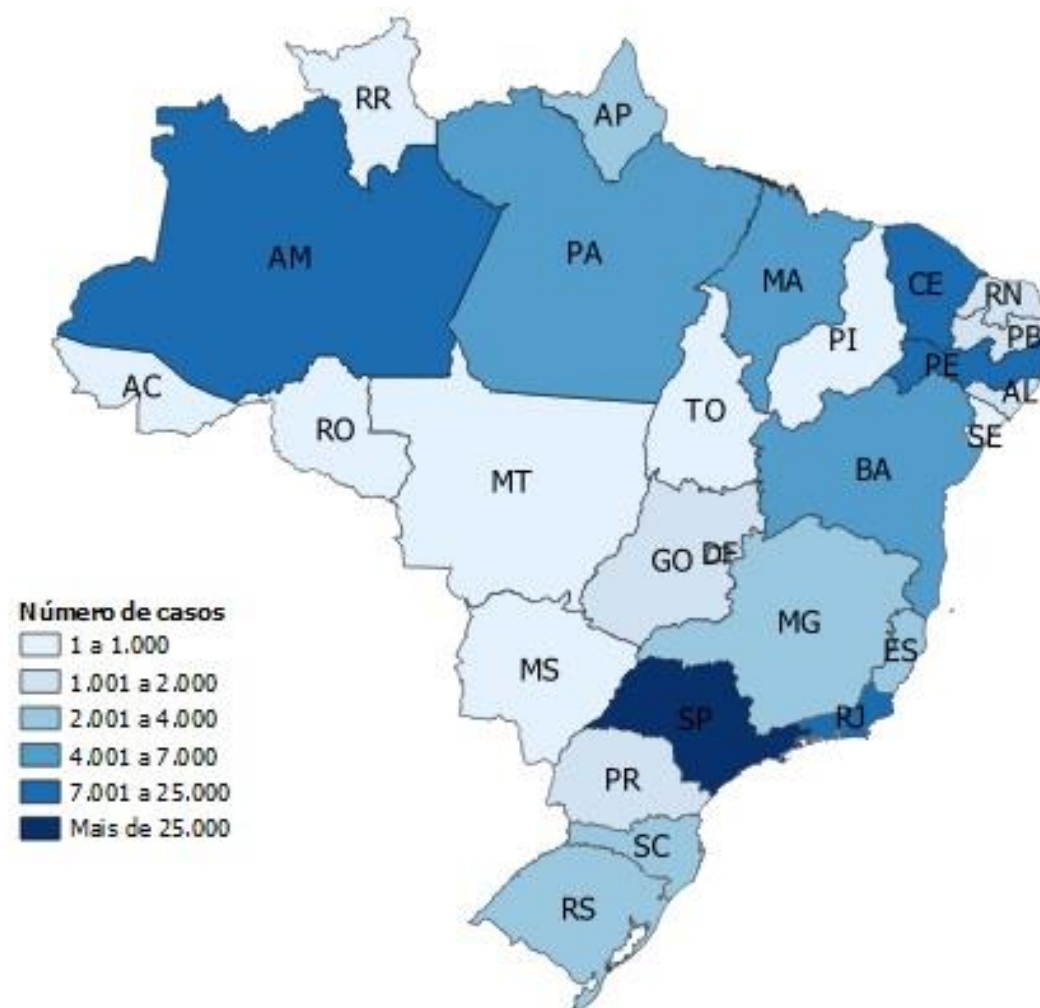 RR
AP
AM
PA
MA
CE
RN
PI
PB
PE
AC
AL
TO
RO
SE
BA
MT
GO
DF
Número de casos
MG
1 a 1.000
ES
MS
1.001 a 2.000
2.001 a 4.000
SP
RJ
4.001 a 7.000
PR
7.001 a 25.000
Mais de 25.000
SC
RS